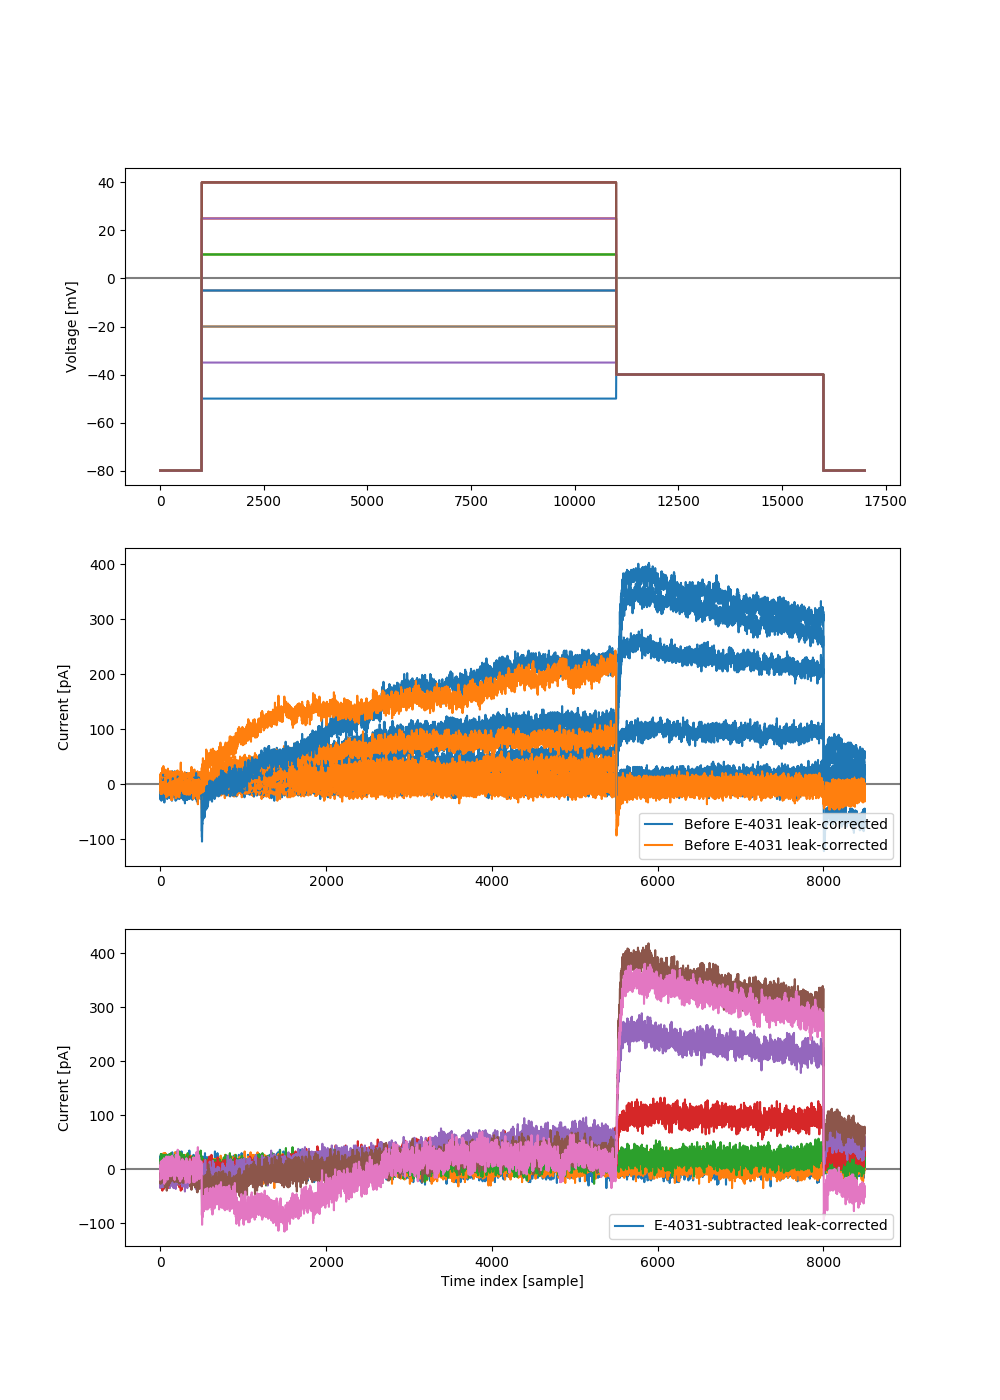 40
20
0
−20
−40
−60
−80
Voltage [mV]
0 2500 5000 7500 10000 12500 15000 17500
400
300
200
100
0
−100
Current [pA]
Before E-4031 leak-corrected
Before E-4031 leak-corrected
0 2000 4000 6000 8000
400
300
200
100
0
−100
Current [pA]
E-4031-subtracted leak-corrected
0 2000 4000 6000 8000
Time index [sample]